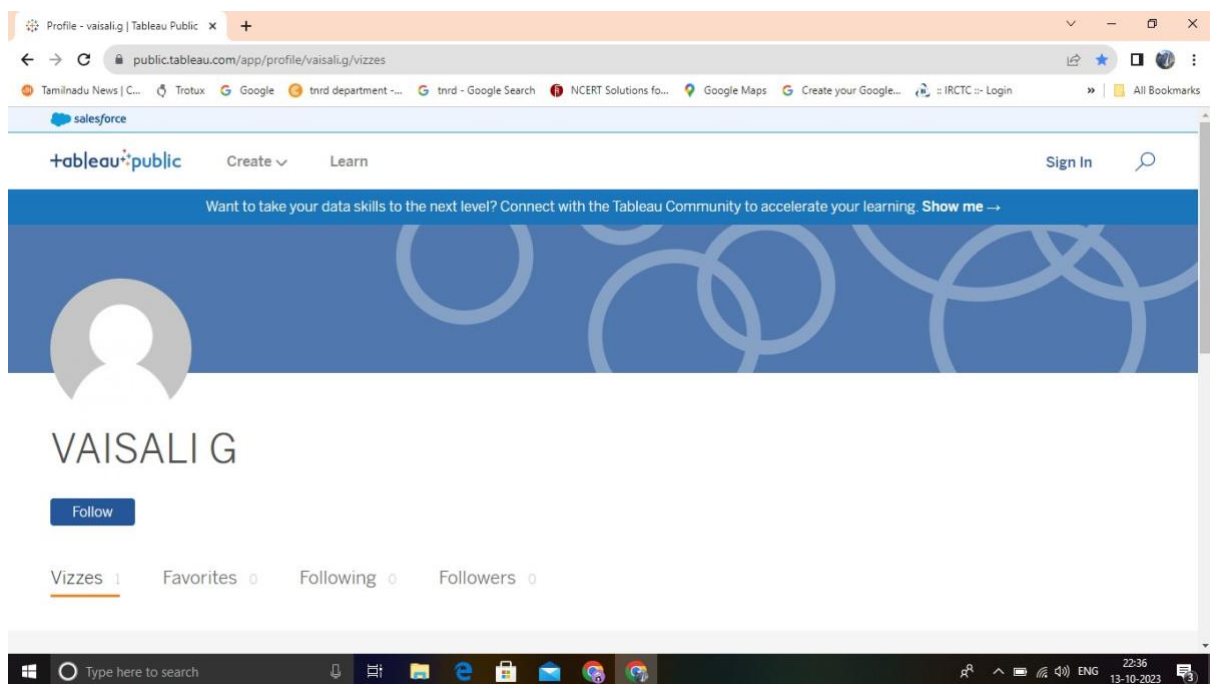 Profile - vaisali.g | Tableau Public
public.tableau.com/app/profile/vaisali.g/vizzes
Tamilnadu News | C... Trotux Google tnrd department -... tnrd - Google Search NCERT Solutions fo... Google Maps Create your Google... :: IRCTC ::- Login » All Bookmarks
salesforce
+ableau public Create Learn Sign In
Want to take your data skills to the next level? Connect with the Tableau Community to accelerate your learning. Show me →
VAISALI G
Follow
Vizzes 1 Favorites 0 Following 0 Followers 0
Type here to search ENG 22:36
13-10-2023 3